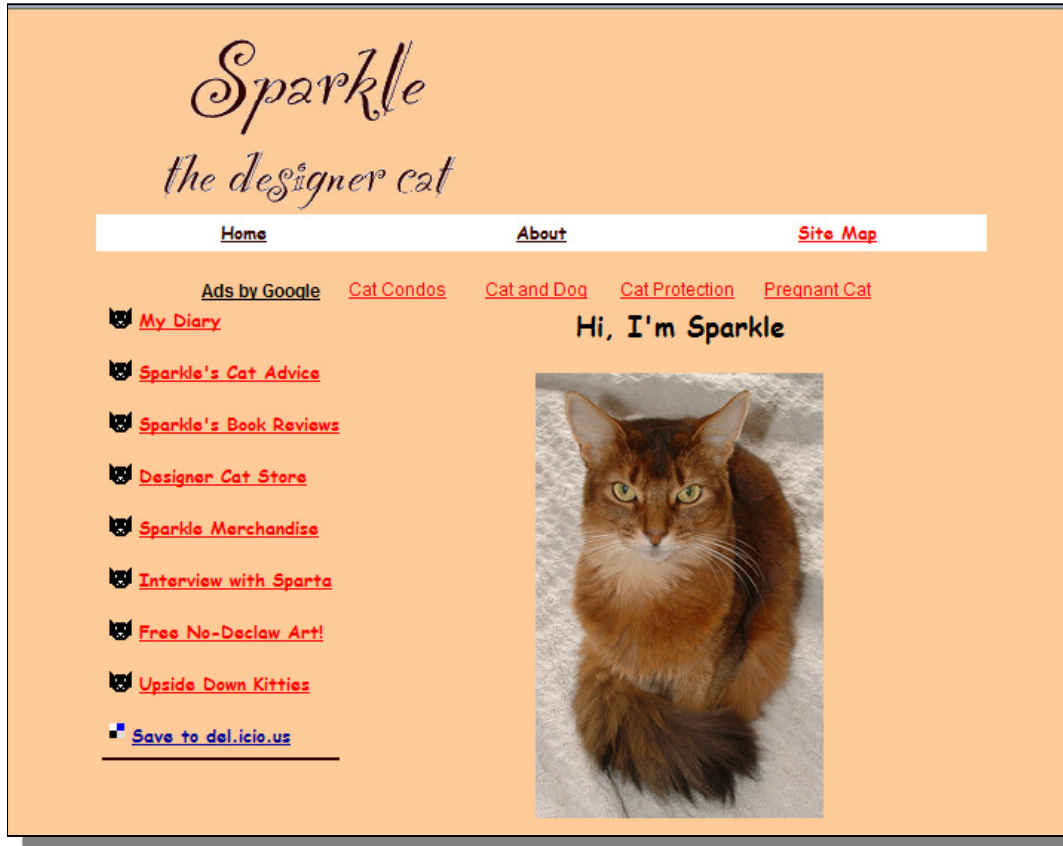 Sparkle
the designer cat
Home About Site Map
Ads by Google Cat Condos Cat and Dog Cat Protection Pregnant Cat
My Diary
Sparkle's Cat Advice
Sparkle's Book Reviews
Designer Cat Store
Sparkle Merchandise
Interview with Sparta
Free No-Declaw Art!
Upside Down Kitties
Save to del.icio.us
Hi, I'm Sparkle